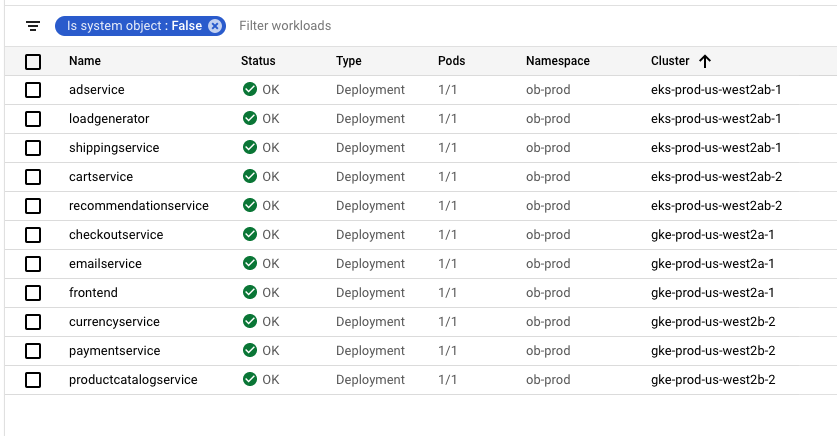 Is system object : False Filter workloads
Name Status Type Pods Namespace Cluster
adservice OK Deployment 1/1 ob-prod eks-prod-us-west2ab-1
loadgenerator OK Deployment 1/1 ob-prod eks-prod-us-west2ab-1
shippingservice OK Deployment 1/1 ob-prod eks-prod-us-west2ab-1
cartservice OK Deployment 1/1 ob-prod eks-prod-us-west2ab-2
recommendationservice OK Deployment 1/1 ob-prod eks-prod-us-west2ab-2
checkoutservice OK Deployment 1/1 ob-prod gke-prod-us-west2a-1
emailservice OK Deployment 1/1 ob-prod gke-prod-us-west2a-1
frontend OK Deployment 1/1 ob-prod gke-prod-us-west2a-1
currencyservice OK Deployment 1/1 ob-prod gke-prod-us-west2b-2
paymentservice OK Deployment 1/1 ob-prod gke-prod-us-west2b-2
productcatalogservice OK Deployment 1/1 ob-prod gke-prod-us-west2b-2